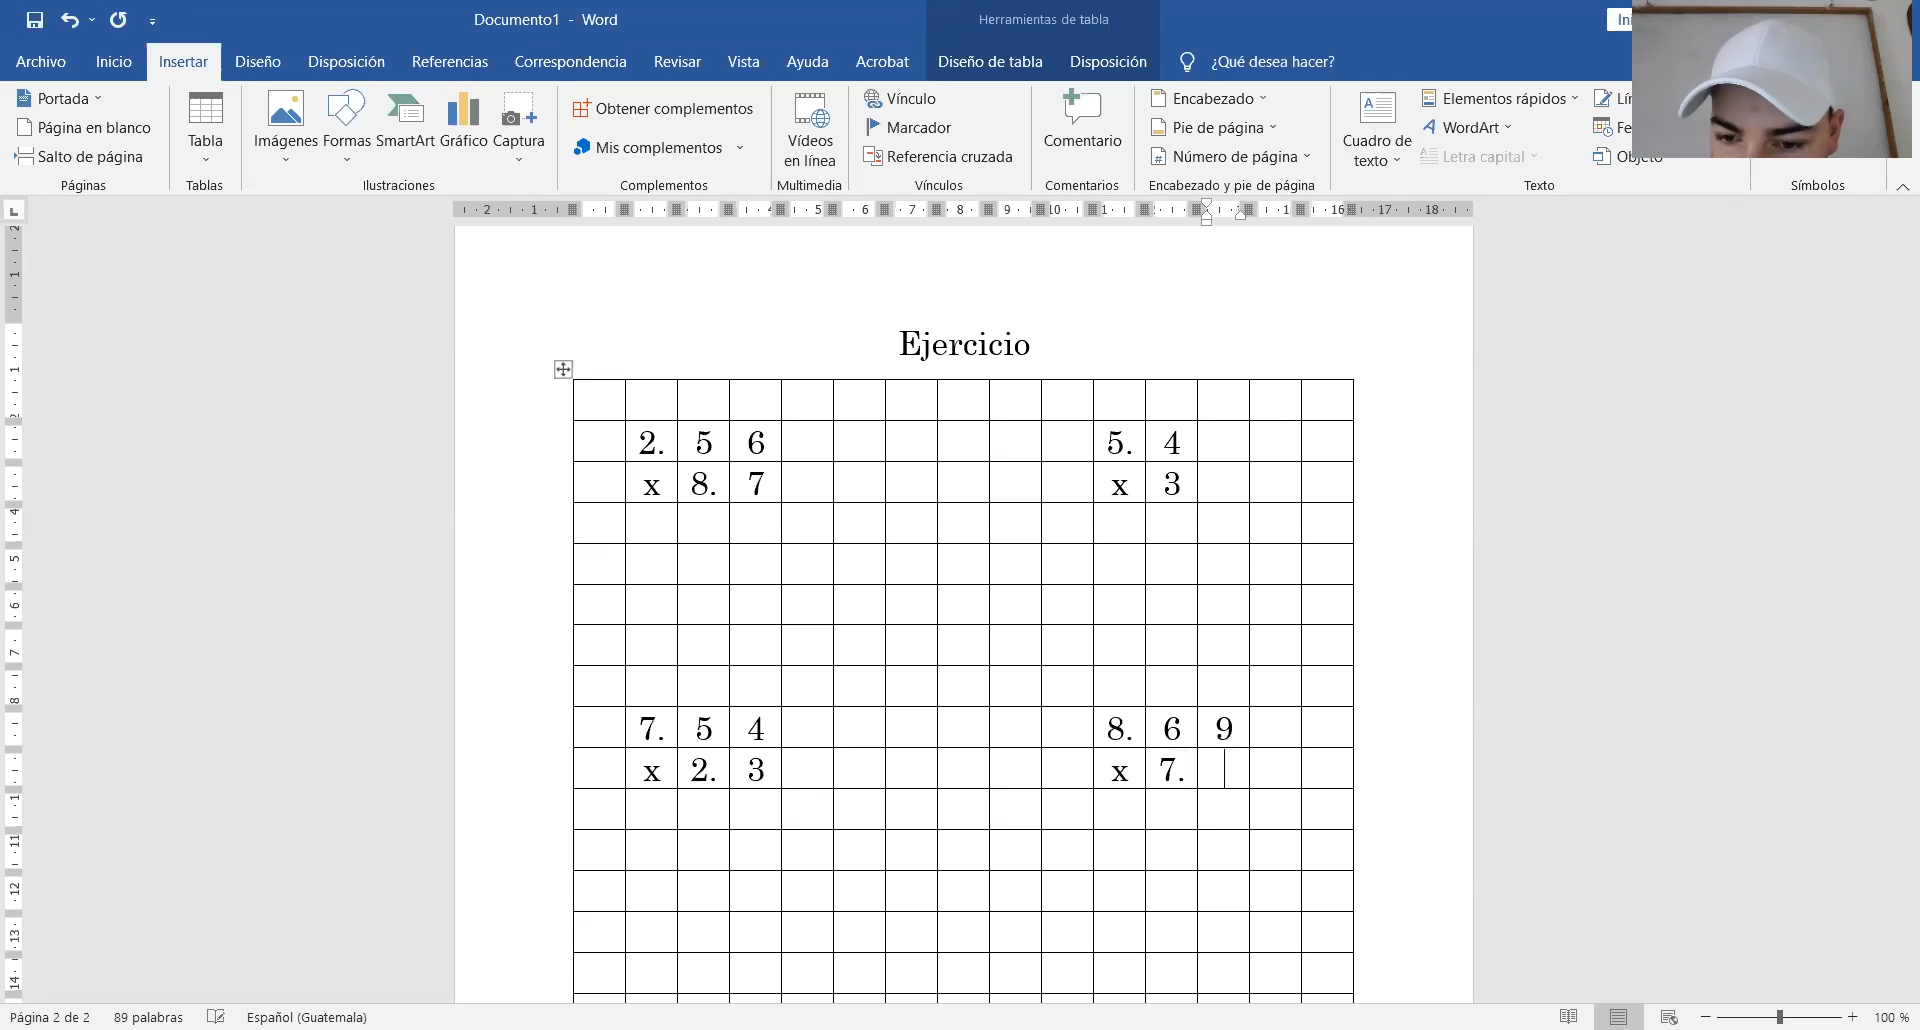 Documento1 - Word
Herramientas de tabla
Ini
Archivo Inicio Insertar Diseño Disposición Referencias Correspondencia Revisar Vista Ayuda Acrobat Diseño de tabla Disposición ¿Qué desea hacer?
Portada
Página en blanco
Salto de página
Páginas
Tabla
Tablas
Imágenes Formas SmartArt Gráfico Captura
Ilustraciones
Obtener complementos
Mis complementos
Complementos
Vídeos en línea
Multimedia
Vínculo
Marcador
Referencia cruzada
Vínculos
Comentario
Comentarios
Encabezado
Pie de página
Número de página
Encabezado y pie de página
Cuadro de texto
Elementos rápidos
WordArt
Letra capital
Objeto
Texto
Símbolos
Ejercicio
2. 5 6 5. 4
x 8. 7 x 3
7. 5 4 8. 6 9
x 2. 3 x 7.
Página 2 de 2 89 palabras Español (Guatemala) 100 %